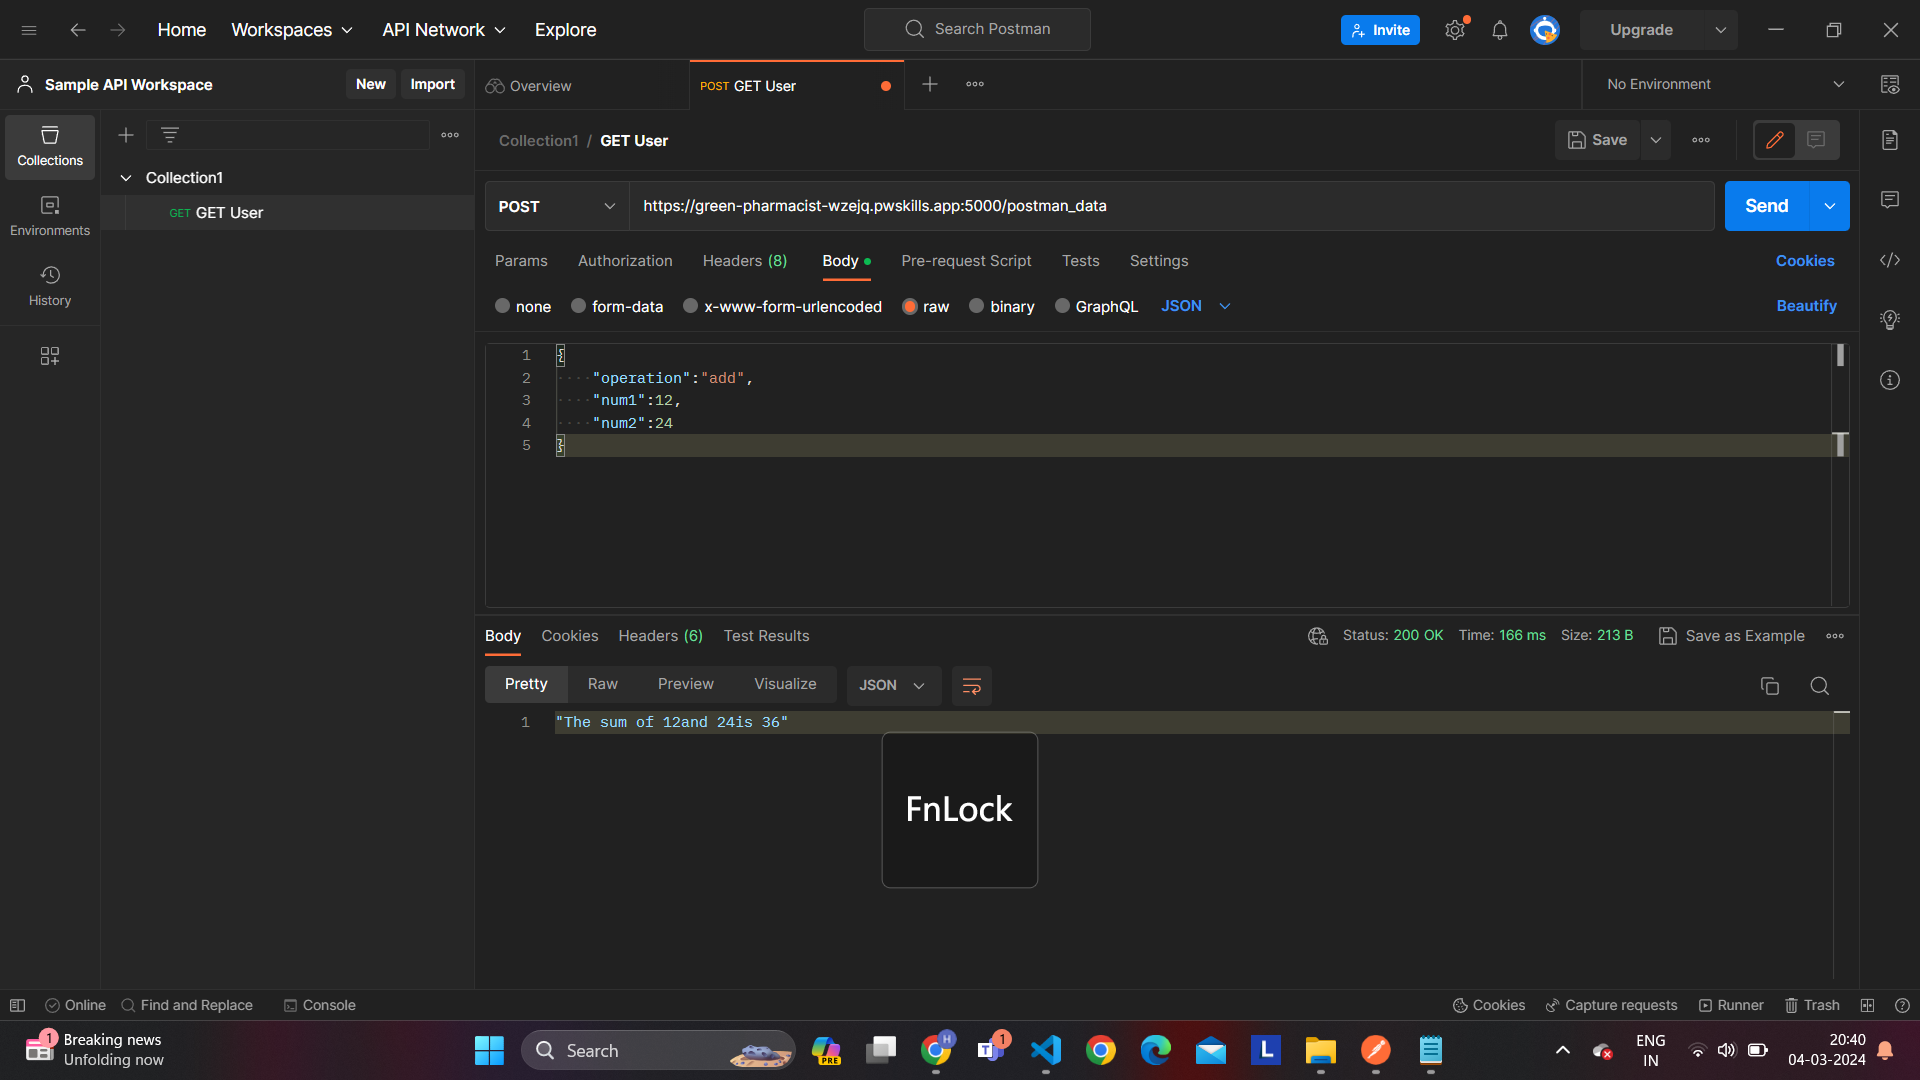 Home Workspaces API Network Explore
Search Postman
Invite
Upgrade
Sample API Workspace
New Import
Overview
POST GET User
No Environment
Collections
Environments
History
Collection1
GET GET User
Collection1 / GET User
Save
POST https://green-pharmacist-wzejq.pwskills.app:5000/postman_data
Send
Params Authorization Headers (8) Body Pre-request Script Tests Settings
Cookies
none form-data x-www-form-urlencoded raw binary GraphQL JSON
Beautify
1 {
2 "operation":"add",
3 "num1":12,
4 "num2":24
5 }
Body Cookies Headers (6) Test Results
Status: 200 OK Time: 166 ms Size: 213 B Save as Example
Pretty Raw Preview Visualize JSON
1 "The sum of 12and 24is 36"
FnLock
Online Find and Replace Console
Cookies Capture requests Runner Trash
1
Breaking news
Unfolding now
Search
PRE
H
T
1
L
ENG
IN
20:40
04-03-2024